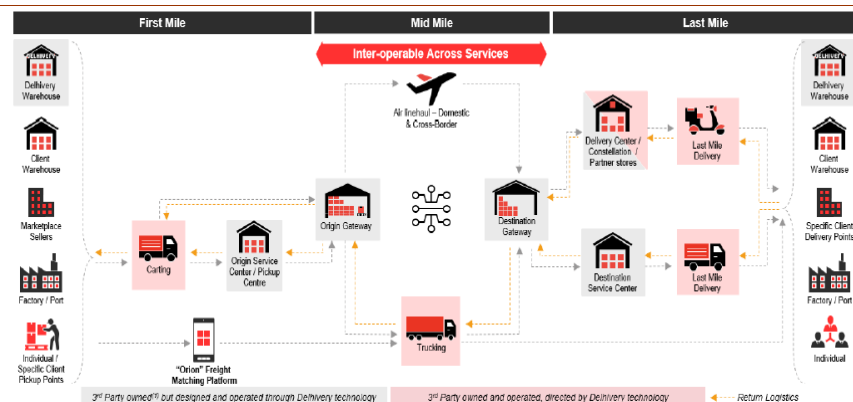 First Mile
Mid Mile
Last Mile
Inter-operable Across Services
DELHIVERY
Delhivery
Warehouse
Client
Warehouse
Marketplace
Sellers
Factory / Port
Individual /
Specific Client
Pickup Points
Carting
Origin Service
Center / Pickup
Centre
"Orion" Freight
Matching Platform
Air linehaul – Domestic
& Cross-Border
Origin Gateway
Destination
Gateway
Trucking
Delivery Center /
Constellation /
Partner stores
Last Mile
Delivery
Destination
Service Center
Last Mile
Delivery
DELHIVERY
Delhivery
Warehouse
Client
Warehouse
Specific Client
Delivery Points
Factory / Port
Individual
3rd Party owned(1) but designed and operated through Delhivery technology
3rd Party owned and operated, directed by Delhivery technology
Return Logistics